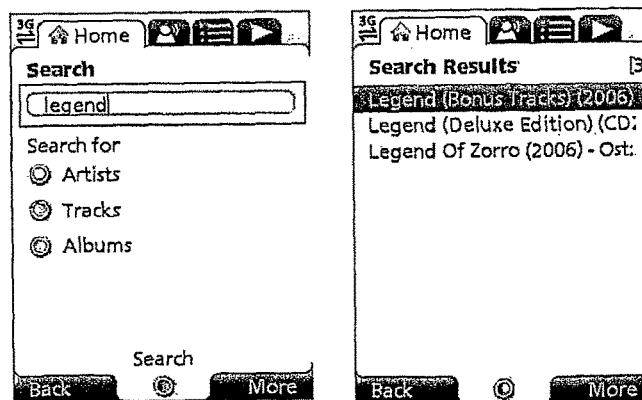 3G Home
Search
legend
Search for
Artists
Tracks
Albums
Search
Back More
3G Home
Search Results [3
Legend (Bonus Tracks) (2006)
Legend (Deluxe Edition) (CD
Legend Of Zorro (2006) - Ost
Back More